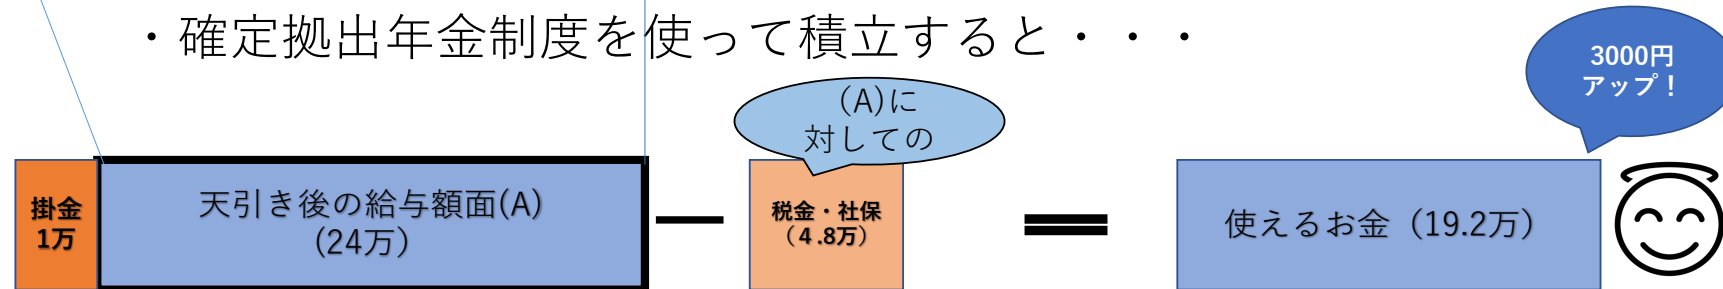 ・確定拠出年金制度を使って積立すると・・・
3000円
アップ！
(A)に
対しての
掛金
1万
天引き後の給与額面(A)
(24万)
税金・社保
（4.8万）
使えるお金（19.2万）